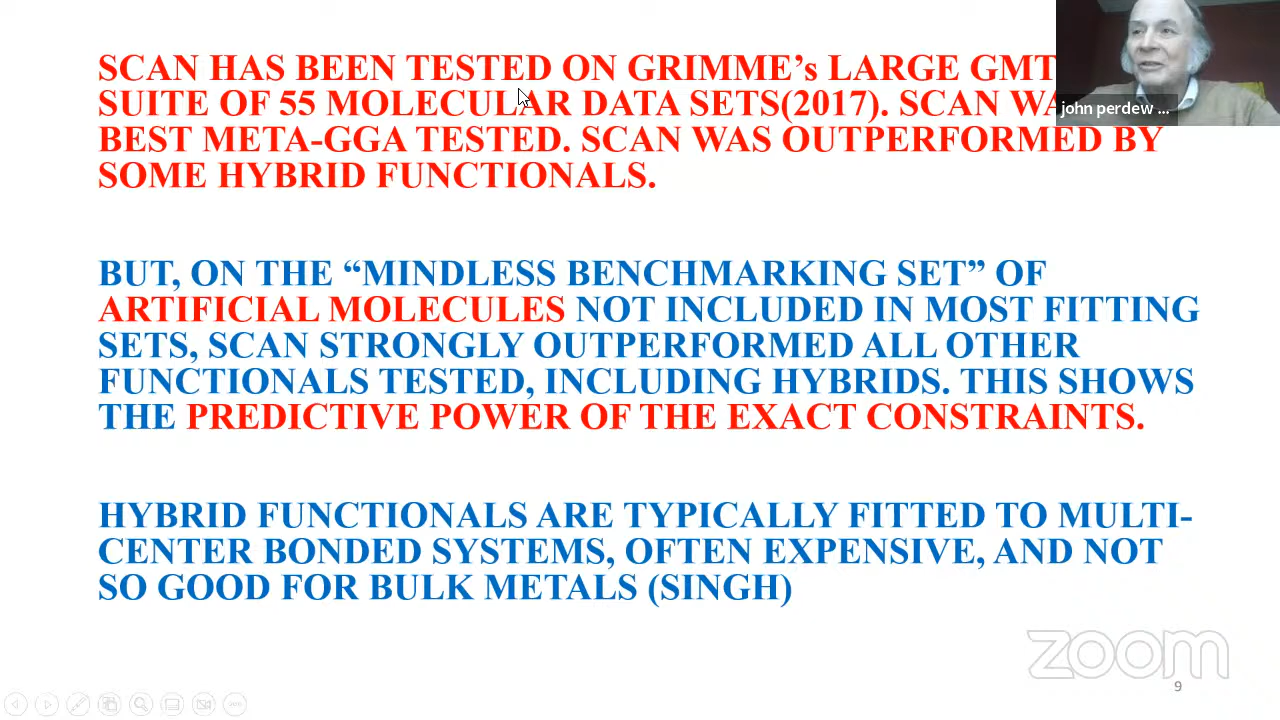 SCAN HAS BEEN TESTED ON GRIMME’s LARGE GMT
SUITE OF 55 MOLECULAR DATA SETS(2017). SCAN WA
BEST META-GGA TESTED. SCAN WAS OUTPERFORMED BY
SOME HYBRID FUNCTIONALS.
john perdew ...
BUT, ON THE “MINDLESS BENCHMARKING SET” OF
ARTIFICIAL MOLECULES NOT INCLUDED IN MOST FITTING
SETS, SCAN STRONGLY OUTPERFORMED ALL OTHER
FUNCTIONALS TESTED, INCLUDING HYBRIDS. THIS SHOWS
THE PREDICTIVE POWER OF THE EXACT CONSTRAINTS.
HYBRID FUNCTIONALS ARE TYPICALLY FITTED TO MULTI-
CENTER BONDED SYSTEMS, OFTEN EXPENSIVE, AND NOT
SO GOOD FOR BULK METALS (SINGH)
zoom
9